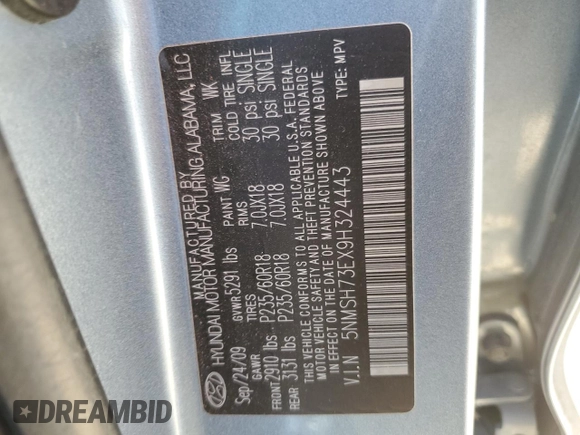 MANUFACTURED BY
HYUNDAI MOTOR MANUFACTURING ALABAMA, LLC
Sep/24/09 GVWR 5291 lbs PAINT WG TRIM WK
GAWR TIRES RIMS COLD TIRE INFL
FRONT 2910 lbs P235/60R18 7.0JX18 30 psi SINGLE
REAR 3131 lbs P235/60R18 7.0JX18 30 psi SINGLE
THIS VEHICLE CONFORMS TO ALL APPLICABLE U.S.A. FEDERAL
MOTOR VEHICLE SAFETY AND THEFT PREVENTION STANDARDS
IN EFFECT ON THE DATE OF MANUFACTURE SHOWN ABOVE
V.I.N 5NMSH73EX9H324443 TYPE: MPV
DREAMBID